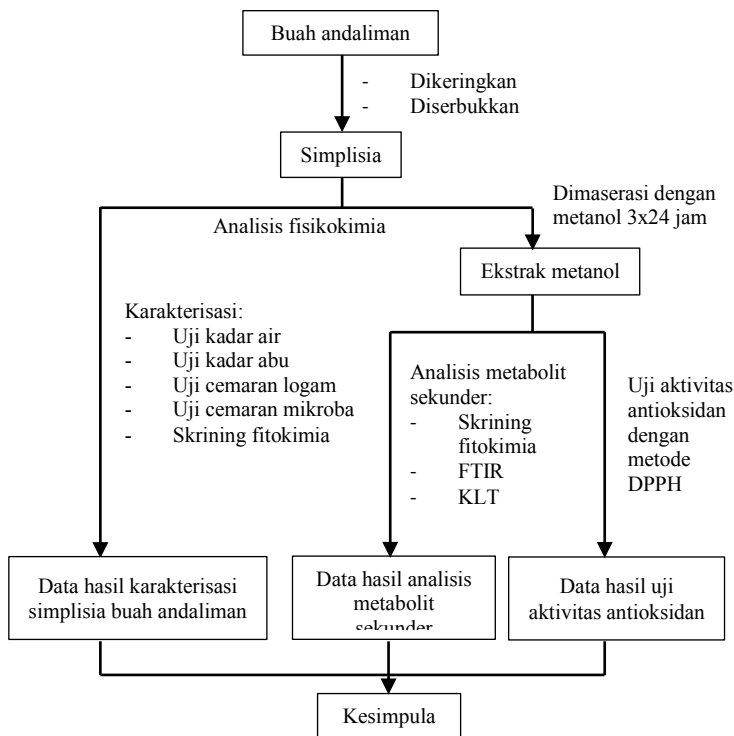 Buah andaliman
- Dikeringkan
- Diserbukkan
Simplisia
Analisis fisikokimia
Dimaserasi dengan
metanol 3x24 jam
Ekstrak metanol
Karakterisasi:
- Uji kadar air
- Uji kadar abu
- Uji cemaran logam
- Uji cemaran mikroba
- Skrining fitokimia
Analisis metabolit
sekunder:
- Skrining
fitokimia
- FTIR
- KLT
Uji aktivitas
antioksidan
dengan
metode
DPPH
Data hasil karakterisasi
simplisia buah andaliman
Data hasil analisis
metabolit
sekunder
Data hasil uji
aktivitas antioksidan
Kesimpula